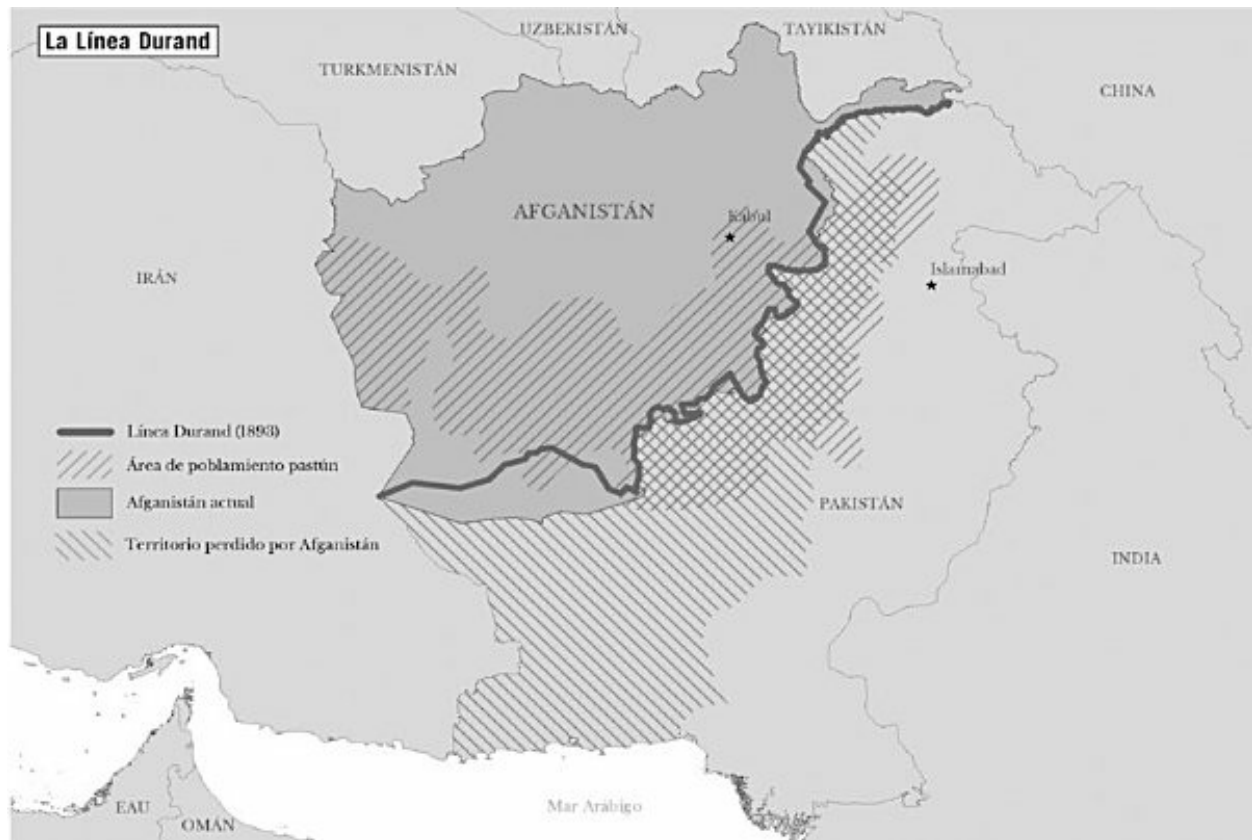 La Línea Durand
UZBEKISTÁN
TAYIKISTÁN
TURKMENISTÁN
CHINA
AFGANISTÁN
Kabul
IRÁN
Islamabad
Línea Durand (1893)
Área de poblamiento pastún
Afganistán actual
Territorio perdido por Afganistán
PAKISTÁN
INDIA
Mar Arábigo
EAU
OMÁN